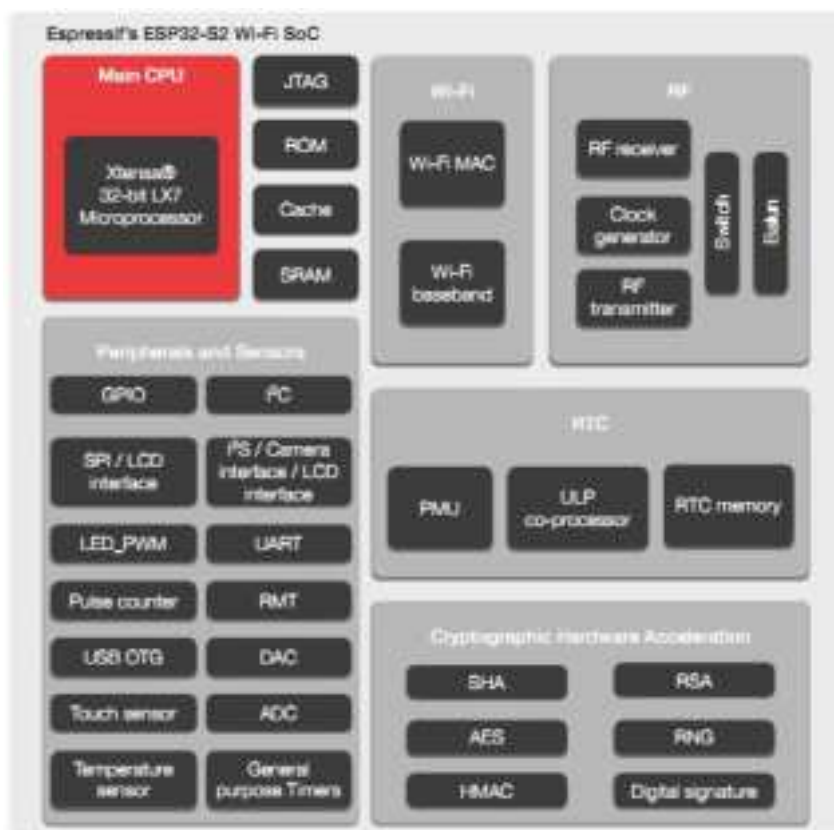 Espressif's ESP32-S2 Wi-Fi SoC
Main CPU
Xtensa®
32-bit LX7
Microprocessor
JTAG
ROM
Cache
SRAM
Wi-Fi
Wi-Fi MAC
Wi-Fi
baseband
RF
RF receiver
Clock
generator
RF
transmitter
Switch
Balun
Peripherals and Sensors
GPIO
I²C
SPI / LCD
interface
I²S / Camera
interface / LCD
interface
LED_PWM
UART
Pulse counter
RMT
USB OTG
DAC
Touch sensor
ADC
Temperature
sensor
General
purpose Timers
RTC
PMU
ULP
co-processor
RTC memory
Cryptographic Hardware Acceleration
SHA
RSA
AES
RNG
HMAC
Digital signature